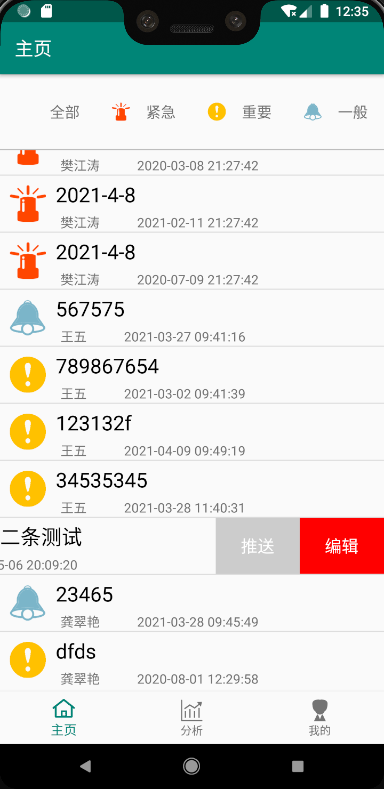 12:35
主页
全部 紧急 重要 一般
樊江涛 2020-03-08 21:27:42
2021-4-8
樊江涛 2021-02-11 21:27:42
2021-4-8
樊江涛 2020-07-09 21:27:42
567575
王五 2021-03-27 09:41:16
789867654
王五 2021-03-02 09:41:39
123132f
王五 2021-04-09 09:49:19
34535345
王五 2021-03-28 11:40:31
二条测试 推送 编辑
5-06 20:09:20
23465
龚翠艳 2021-03-28 09:45:49
dfds
龚翠艳 2020-08-01 12:29:58
主页 分析 我的